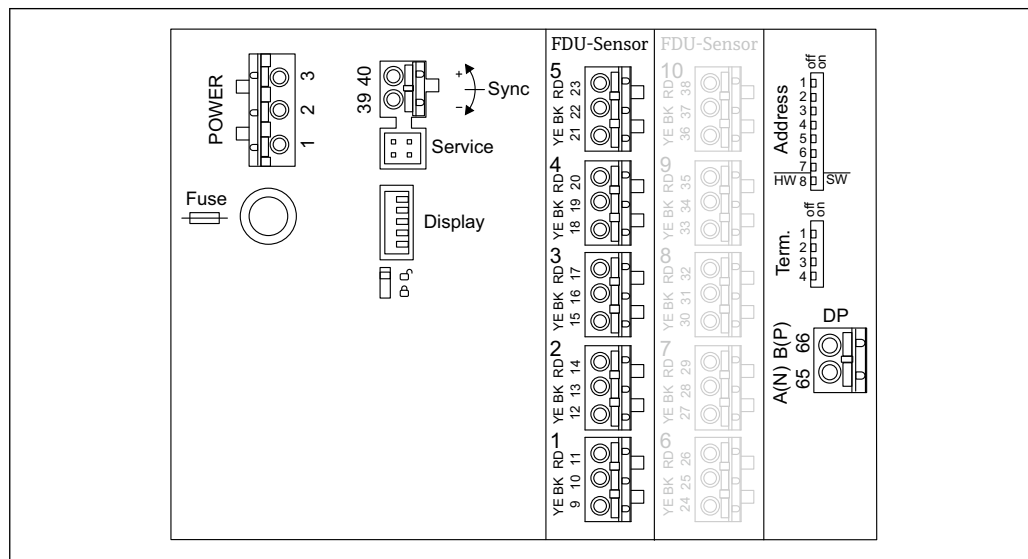 POWER
3
2
1
Fuse
39 40
+
−
Sync
Service
Display
FDU-Sensor
5
YE BK RD
21 22 23
4
YE BK RD
18 19 20
3
YE BK RD
15 16 17
2
YE BK RD
12 13 14
1
YE BK RD
9 10 11
FDU-Sensor
10
YE BK RD
36 37 38
9
YE BK RD
33 34 35
8
YE BK RD
30 31 32
7
YE BK RD
27 28 29
6
YE BK RD
24 25 26
Address
off
on
1
2
3
4
5
6
7
HW 8 SW
Term.
off
on
1
2
3
4
DP
A(N) B(P)
65 66